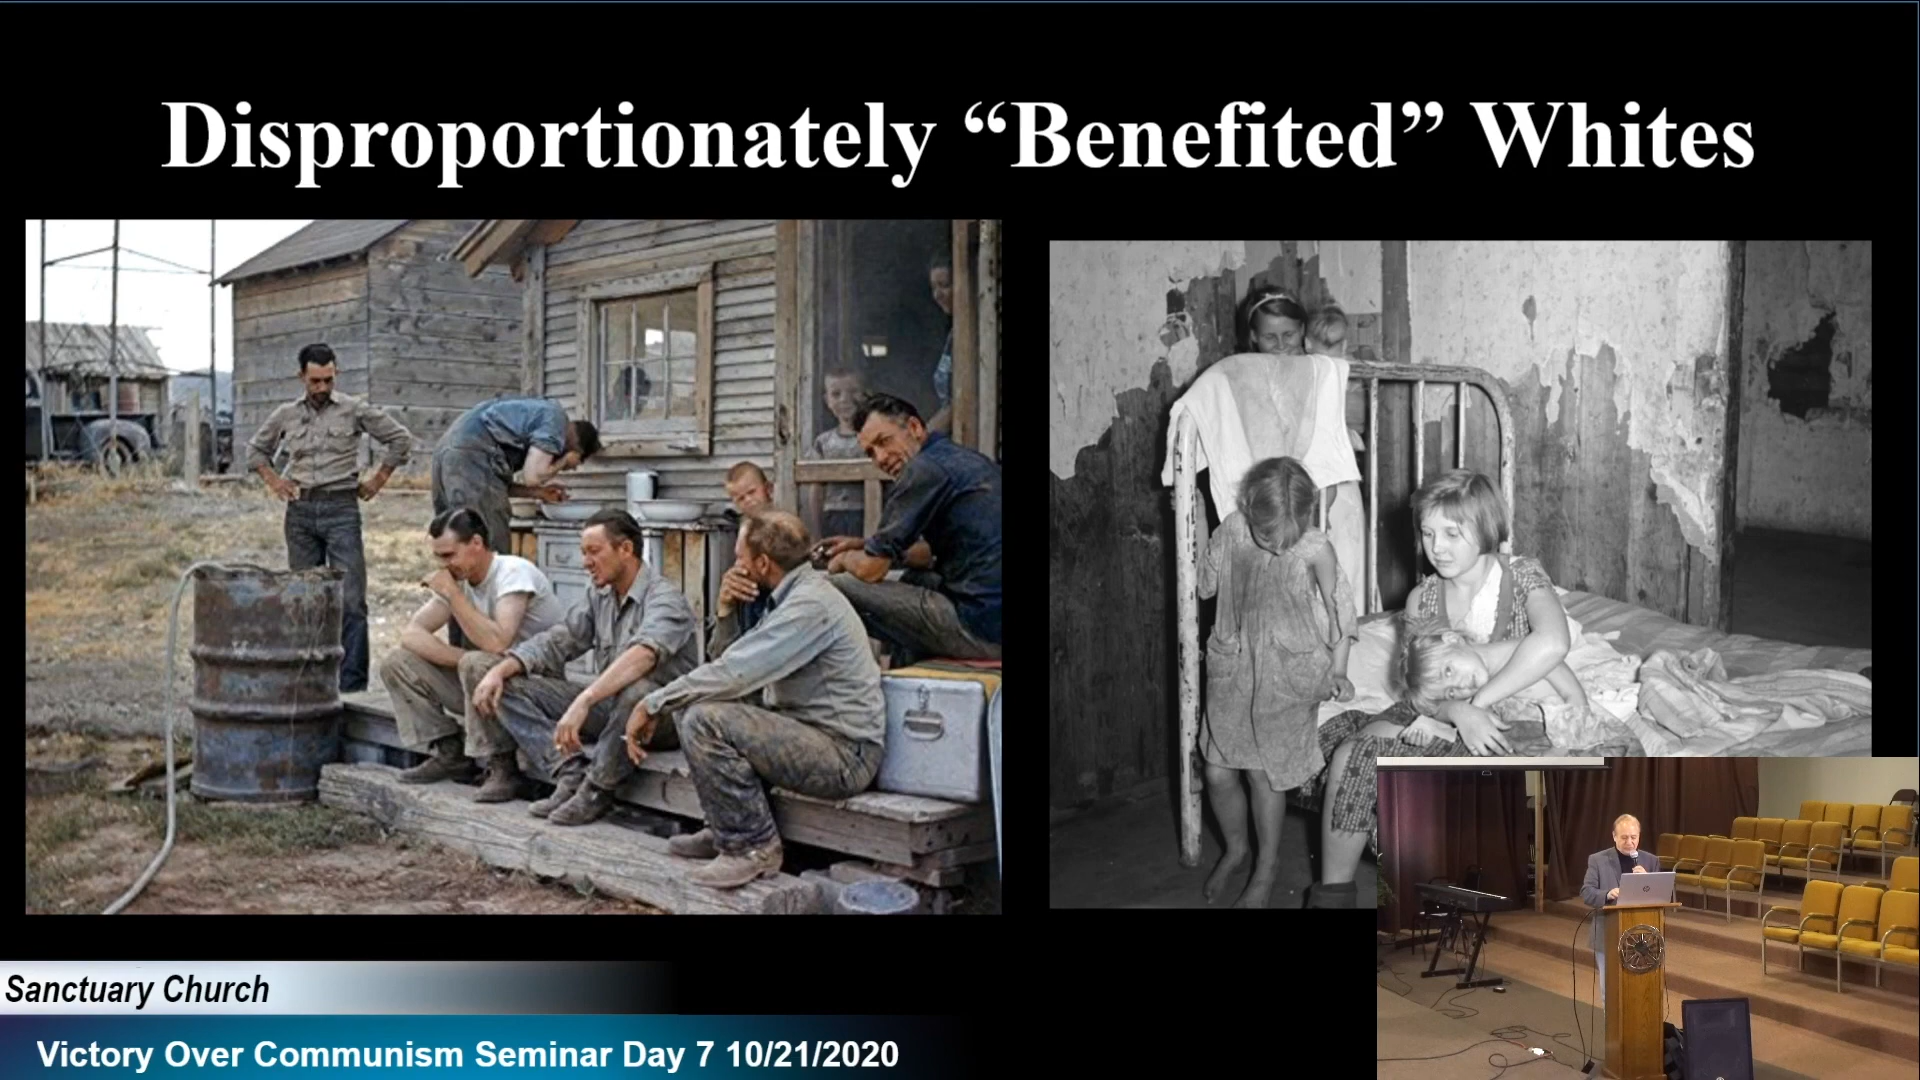 Disproportionately “Benefited” Whites
Sanctuary Church
Victory Over Communism Seminar Day 7 10/21/2020